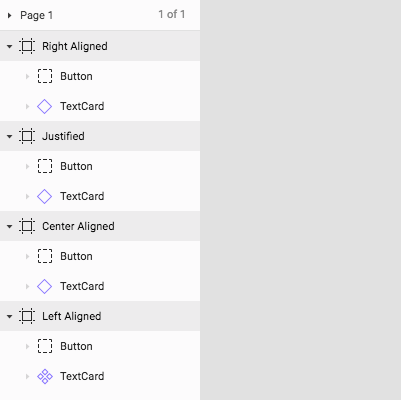 Page 1 1 of 1
Right Aligned
Button
TextCard
Justified
Button
TextCard
Center Aligned
Button
TextCard
Left Aligned
Button
TextCard